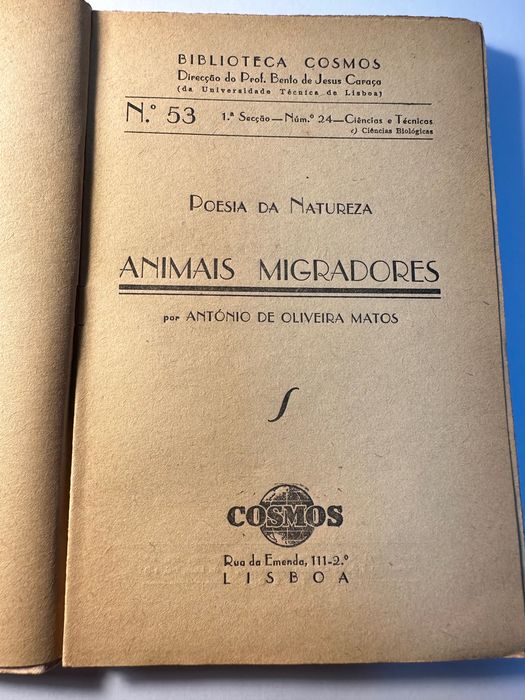 BIBLIOTECA COSMOS
Direcção do Prof. Bento de Jesus Caraça
(da Universidade Técnica de Lisboa)
N.º 53 1.ª Secção—Núm.º 24—Ciências e Técnicas
c) Ciências Biológicas
POESIA DA NATUREZA
ANIMAIS MIGRADORES
por ANTÓNIO DE OLIVEIRA MATOS
COSMOS
Rua da Emenda, 111-2.º
LISBOA